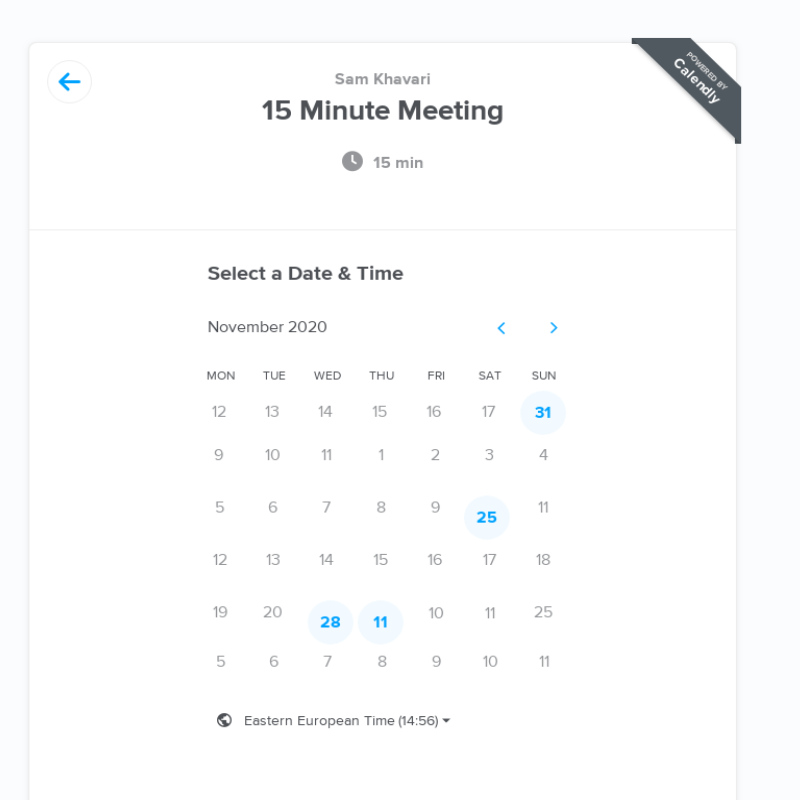 POWERED BY
Calendly
Sam Khavari
15 Minute Meeting
15 min
Select a Date & Time
November 2020
MON TUE WED THU FRI SAT SUN
12 13 14 15 16 17 31
9 10 11 1 2 3 4
5 6 7 8 9 25 11
12 13 14 15 16 17 18
19 20 28 11 10 11 25
5 6 7 8 9 10 11
Eastern European Time (14:56)